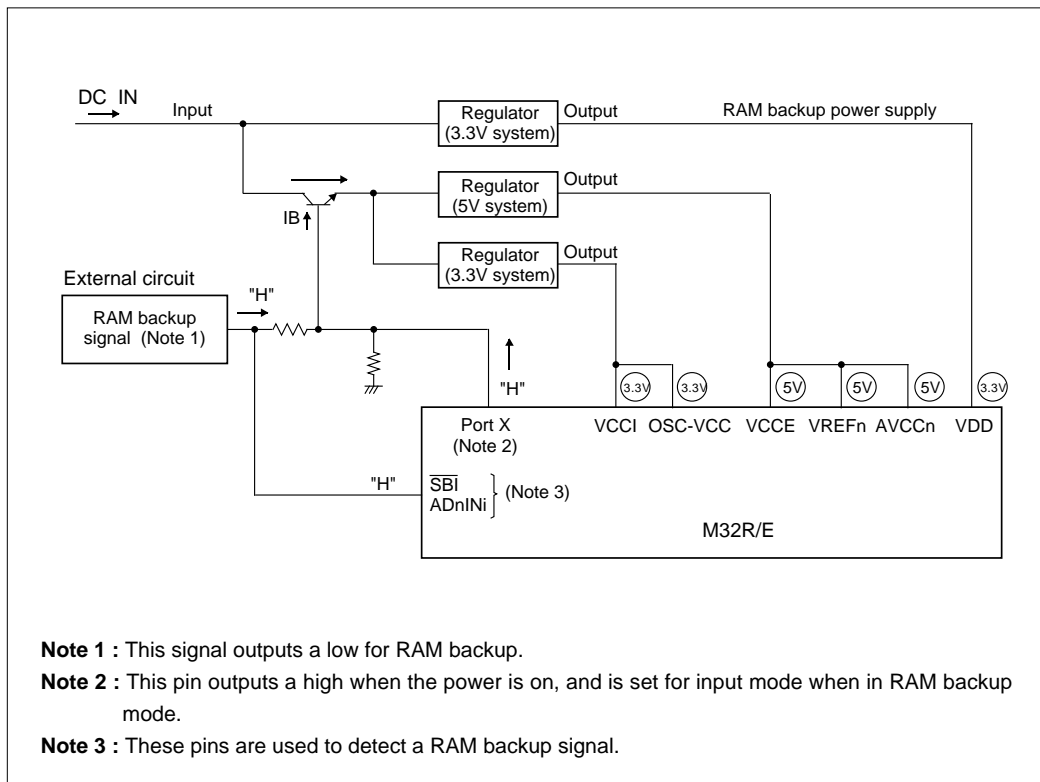 DC IN
Input
Regulator
(3.3V system)
Output
RAM backup power supply
Regulator
(5V system)
Output
IB
Regulator
(3.3V system)
Output
External circuit
RAM backup
signal (Note 1)
"H"
"H"
3.3V
3.3V
5V
5V
5V
3.3V
Port X
(Note 2)
VCCI
OSC-VCC
VCCE
VREFn
AVCCn
VDD
"H"
SBI
ADnINi
(Note 3)
M32R/E
Note 1 : This signal outputs a low for RAM backup.
Note 2 : This pin outputs a high when the power is on, and is set for input mode when in RAM backup
mode.
Note 3 : These pins are used to detect a RAM backup signal.